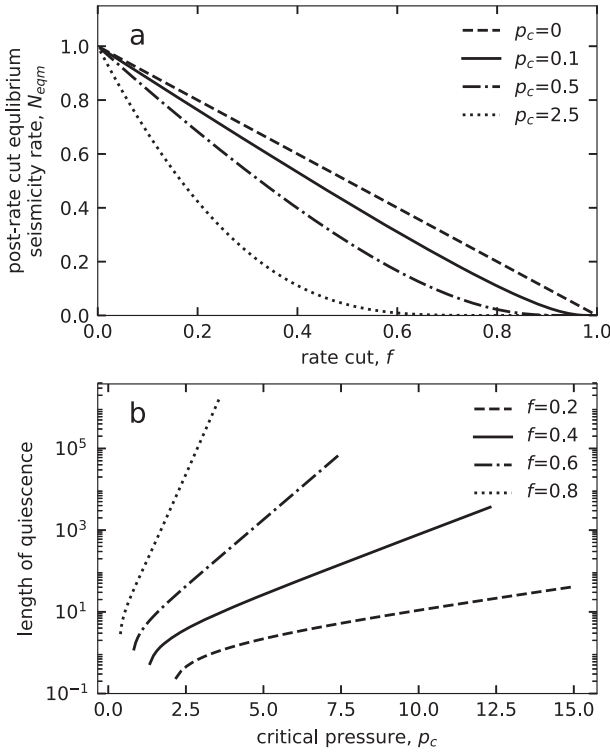 1.0
0.8
0.6
0.4
0.2
0.0
post-rate cut equlibrium
seismicity rate, N_eqm
a
p_c=0
p_c=0.1
p_c=0.5
p_c=2.5
0.0 0.2 0.4 0.6 0.8 1.0
rate cut, f
10^5
10^3
10^1
10^-1
length of quiescence
b
f=0.2
f=0.4
f=0.6
f=0.8
0.0 2.5 5.0 7.5 10.0 12.5 15.0
critical pressure, p_c